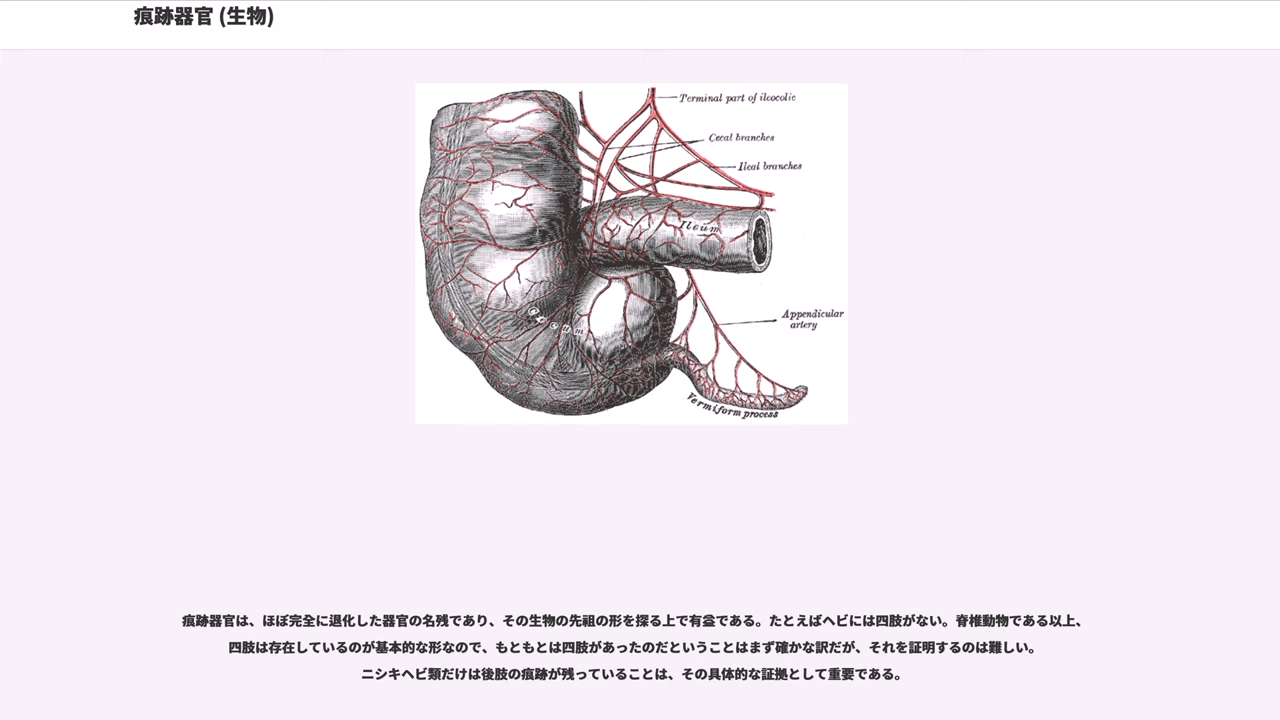 痕跡器官 (生物)
Terminal part of ileocolic
Cecal branches
Ileal branches
Ileum
Cæcum
Appendicular
artery
Vermiform process
痕跡器官は、ほぼ完全に退化した器官の名残であり、その生物の先祖の形を探る上で有益である。たとえばヘビには四肢がない。脊椎動物である以上、
四肢は存在しているのが基本的な形なので、もともとは四肢があったのだということはまず確かな訳だが、それを証明するのは難しい。
ニシキヘビ類だけは後肢の痕跡が残っていることは、その具体的な証拠として重要である。